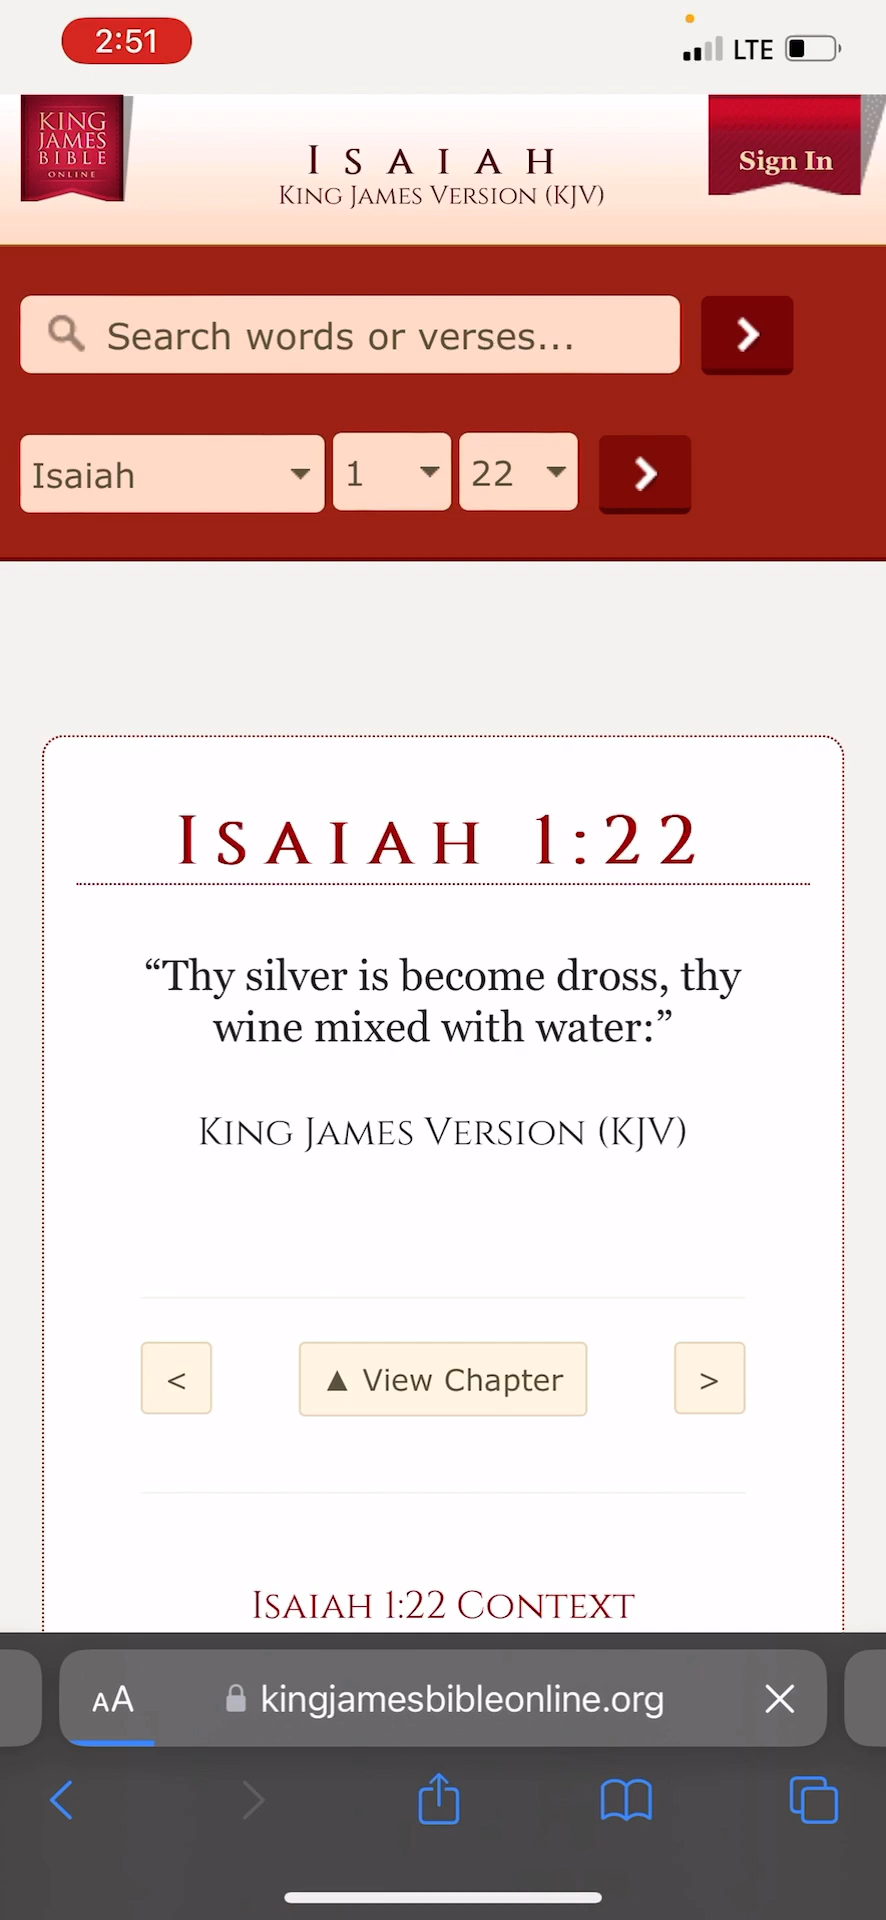 2:51
LTE
KING
JAMES
BIBLE
ONLINE
ISAIAH
KING JAMES VERSION (KJV)
Sign In
Search words or verses...
Isaiah 1 22
ISAIAH 1:22
“Thy silver is become dross, thy
wine mixed with water:”
KING JAMES VERSION (KJV)
< ▲ View Chapter >
ISAIAH 1:22 CONTEXT
AA kingjamesbibleonline.org